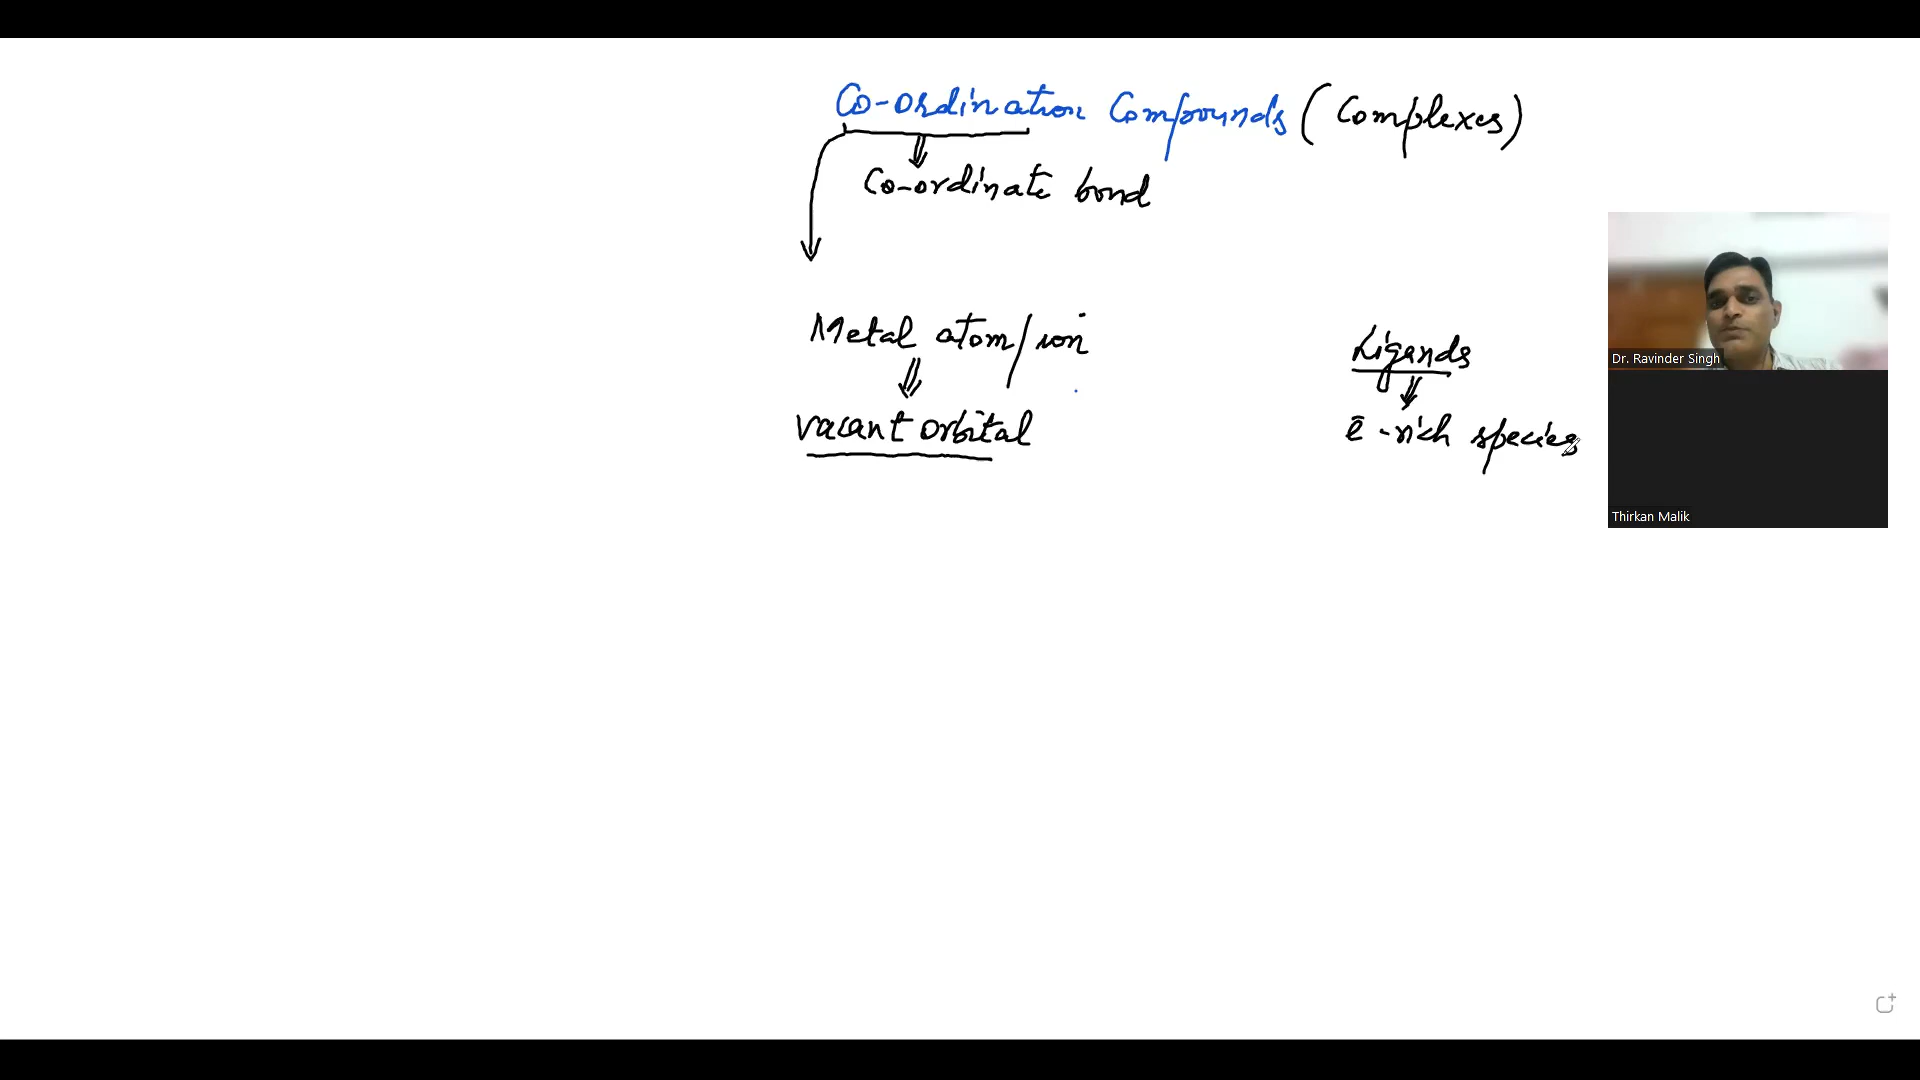 Co-ordination Compounds (Complexes)
Co-ordinate bond
Metal atom/ion
Ligands
vacant orbital
ē-rich species
Dr. Ravinder Singh
Thirkan Malik